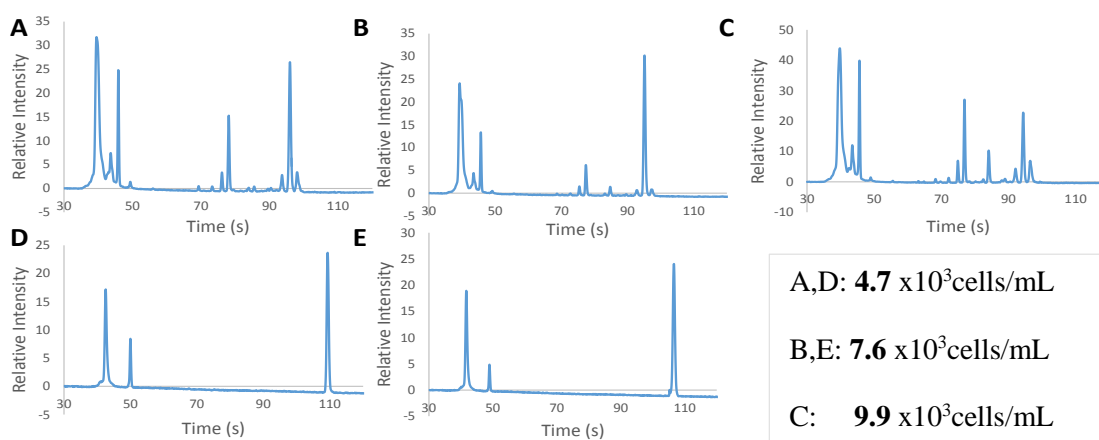 A
Relative Intensity
35
30
25
20
15
10
5
0
-5
30 50 70 90 110
Time (s)
B
Relative Intensity
35
30
25
20
15
10
5
0
-5
30 50 70 90 110
Time (s)
C
Relative Intensity
50
40
30
20
10
0
-10
30 50 70 90 110
Time (s)
D
Relative Intensity
25
20
15
10
5
0
-5
30 50 70 90 110
Time (s)
E
Relative Intensity
30
25
20
15
10
5
0
-5
30 50 70 90 110
Time (s)
A,D: 4.7 x10³cells/mL
B,E: 7.6 x10³cells/mL
C: 9.9 x10³cells/mL